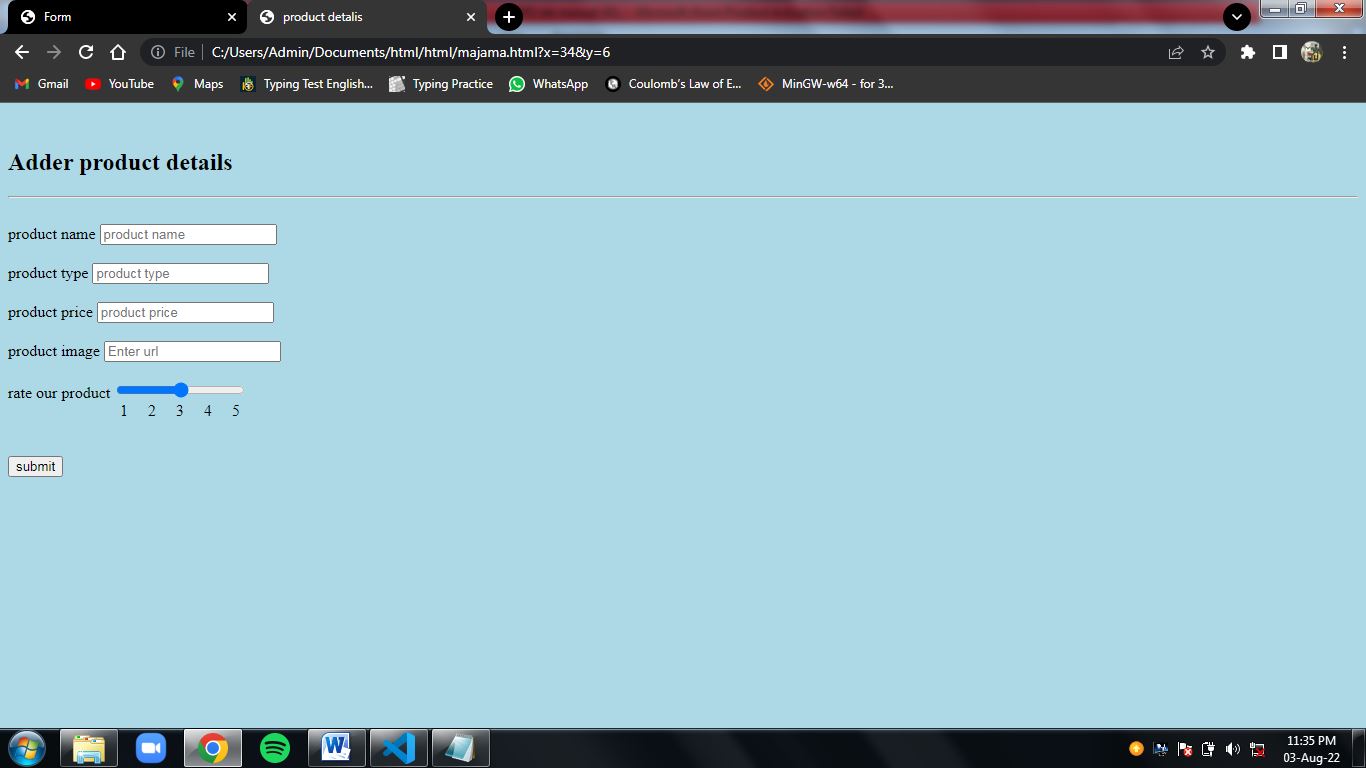 Form
product detalis
File
C:/Users/Admin/Documents/html/html/majama.html?x=34&y=6
Gmail
YouTube
Maps
Typing Test English...
Typing Practice
WhatsApp
Coulomb's Law of E...
MinGW-w64 - for 3...
Adder product details
product name product name
product type product type
product price product price
product image Enter url
rate our product
1 2 3 4 5
submit
11:35 PM
03-Aug-22